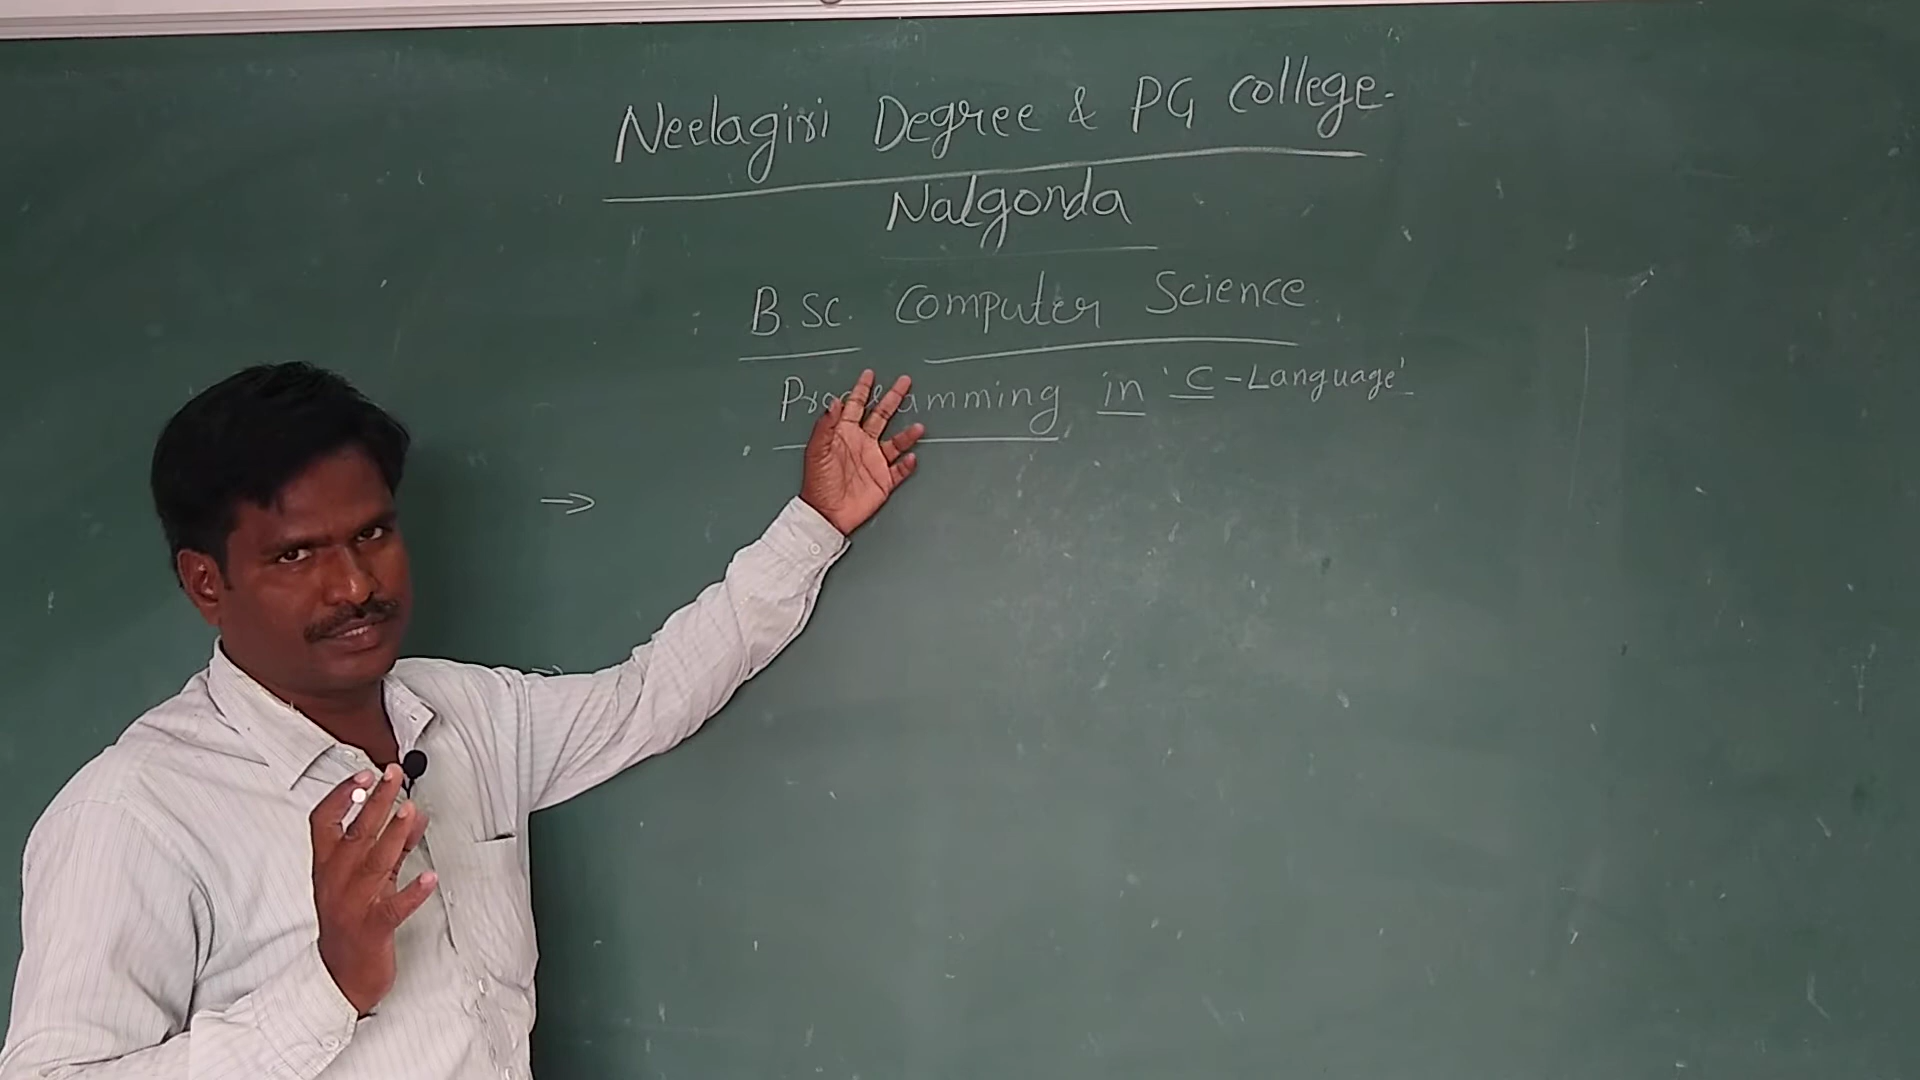 Neelagiri Degree & PG College.
Nalgonda
B.Sc. Computer Science
Programming in 'C-Language'
→